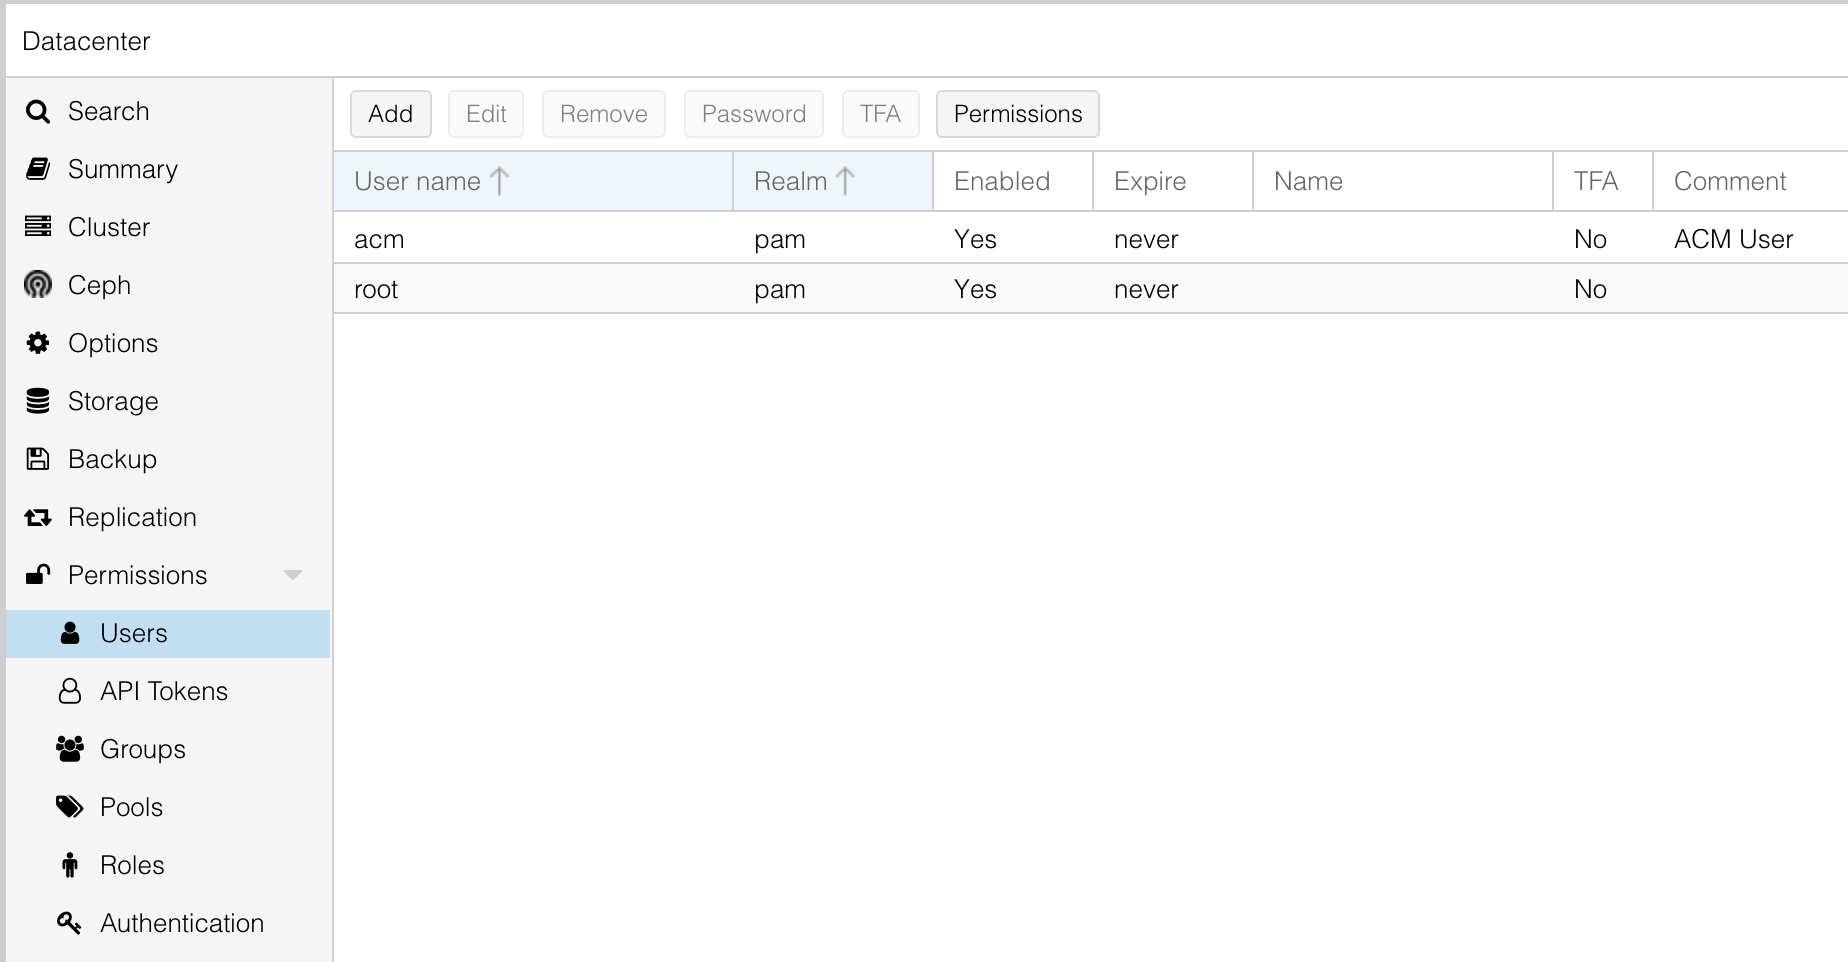 Datacenter
Search
Summary
Cluster
Ceph
Options
Storage
Backup
Replication
Permissions
Users
API Tokens
Groups
Pools
Roles
Authentication
Add Edit Remove Password TFA Permissions
User name Realm Enabled Expire Name TFA Comment
acm pam Yes never No ACM User
root pam Yes never No